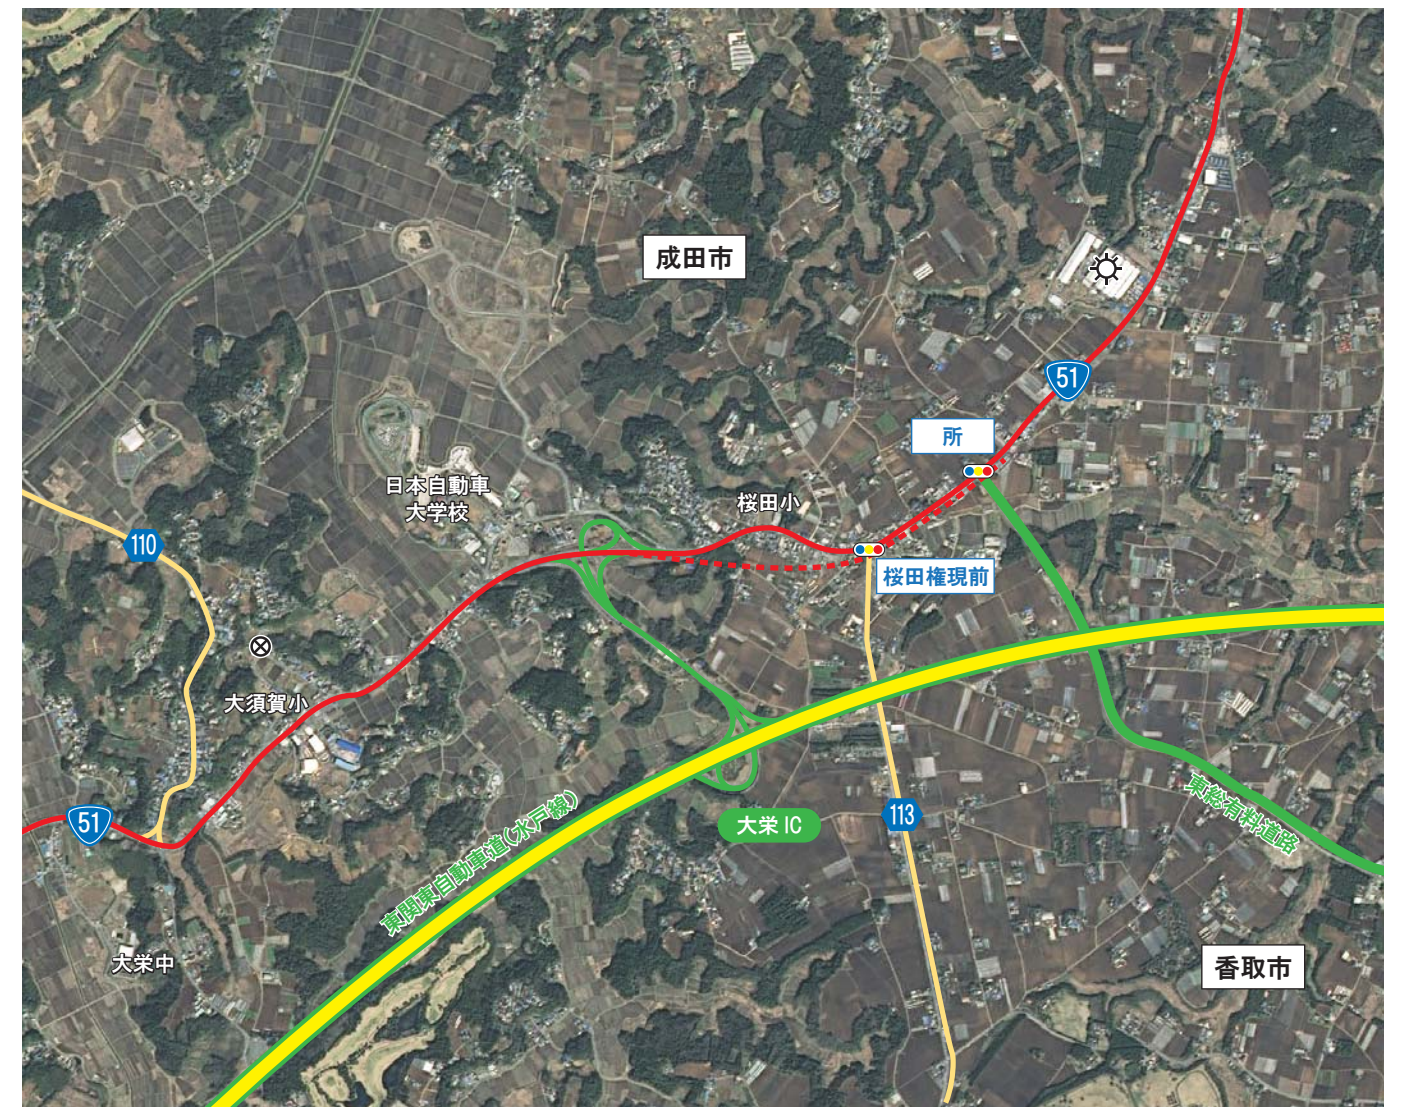 成田市
51
所
桜田小
日本自動車
大学校
110
桜田権現前
大須賀小
東関東自動車道(水戸線)
大栄 IC
113
東総有料道路
51
大栄中
香取市